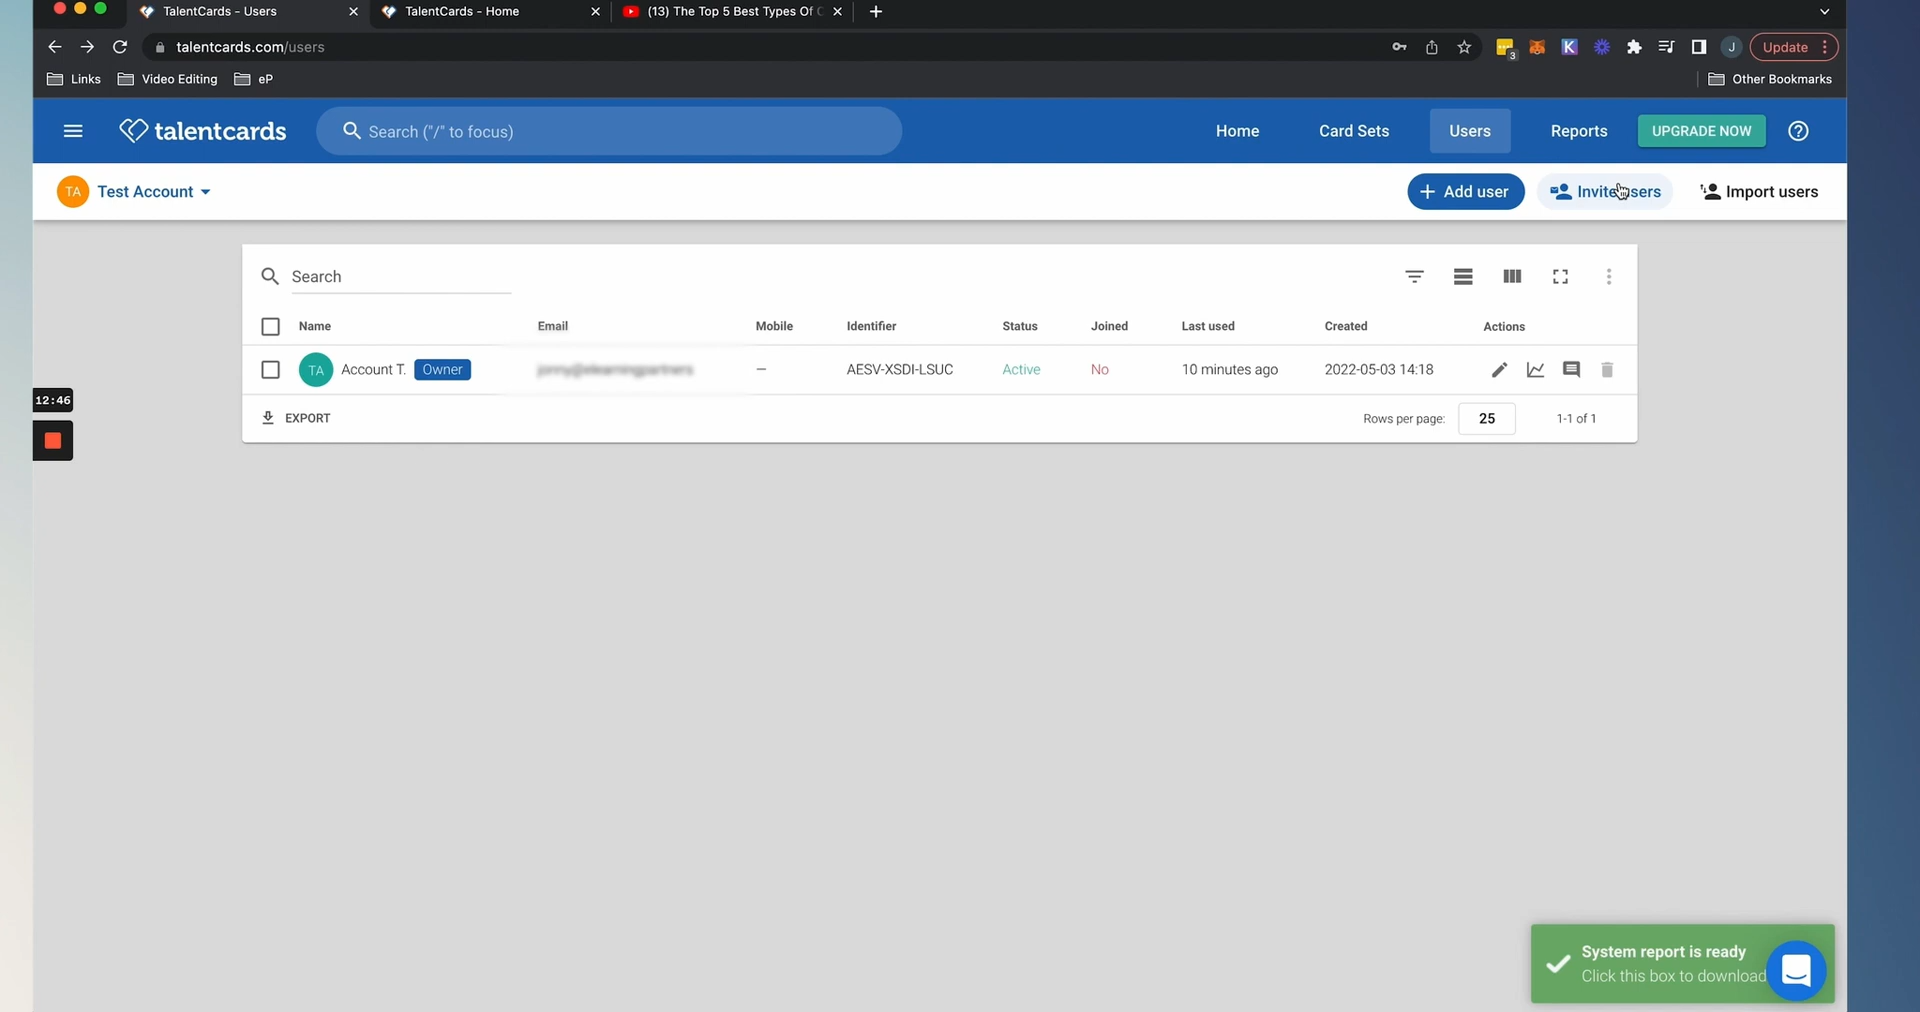 TalentCards - Users
TalentCards - Home
(13) The Top 5 Best Types Of
talentcards.com/users
3
K
J
Update
Links
Video Editing
eP
Other Bookmarks
talentcards
Search ("/" to focus)
Home
Card Sets
Users
Reports
UPGRADE NOW
?
TA
Test Account
+ Add user
Invite users
Import users
Search
Name
Email
Mobile
Identifier
Status
Joined
Last used
Created
Actions
TA
Account T.
Owner
–
AESV-XSDI-LSUC
Active
No
10 minutes ago
2022-05-03 14:18
12:46
EXPORT
Rows per page:
25
1-1 of 1
System report is ready
Click this box to download